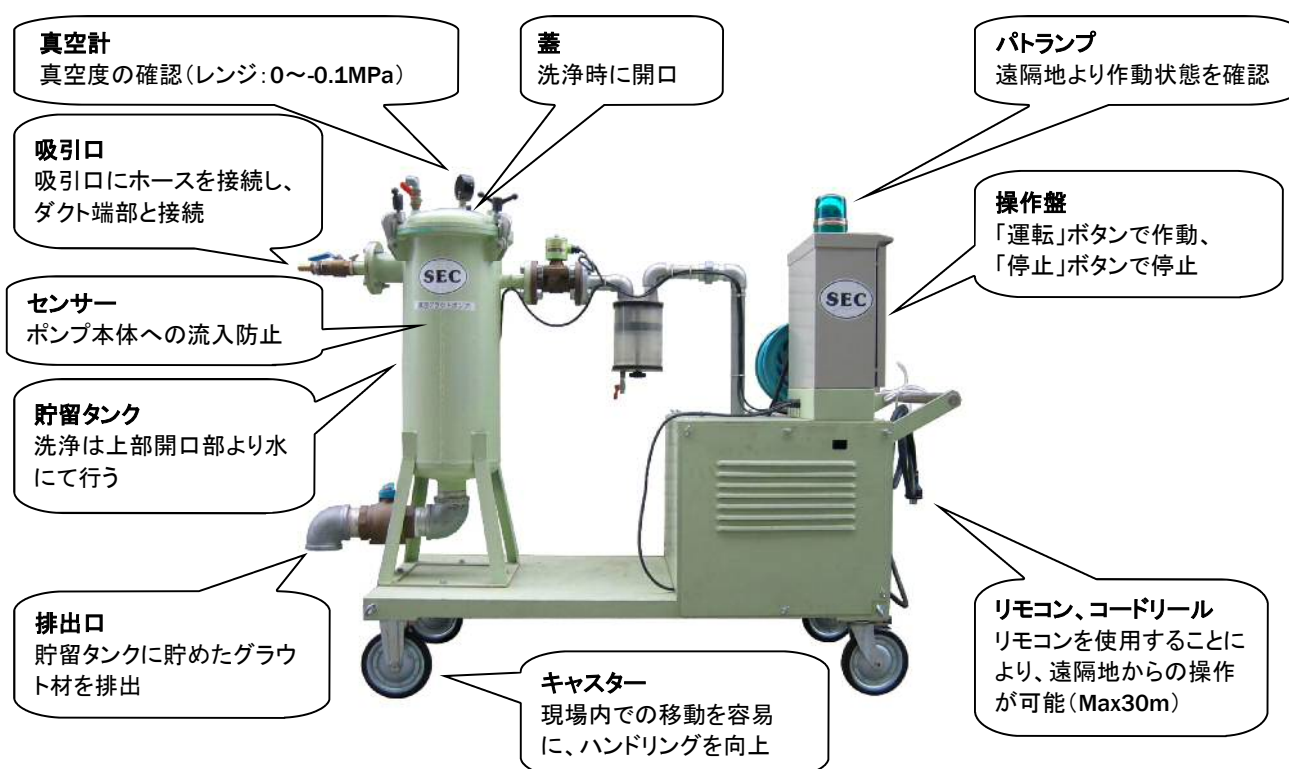 真空計
真空度の確認（レンジ：0～-0.1MPa）
蓋
洗浄時に開口
パトランプ
遠隔地より作動状態を確認
吸引口
吸引口にホースを接続し、
ダクト端部と接続
操作盤
「運転」ボタンで作動、
「停止」ボタンで停止
SEC
SEC
真空グラウトポンプ
センサー
ポンプ本体への流入防止
貯留タンク
洗浄は上部開口部より水
にて行う
排出口
貯留タンクに貯めたグラウ
ト材を排出
キャスター
現場内での移動を容易
に、ハンドリングを向上
リモコン、コードリール
リモコンを使用することに
より、遠隔地からの操作
が可能（Max30m）